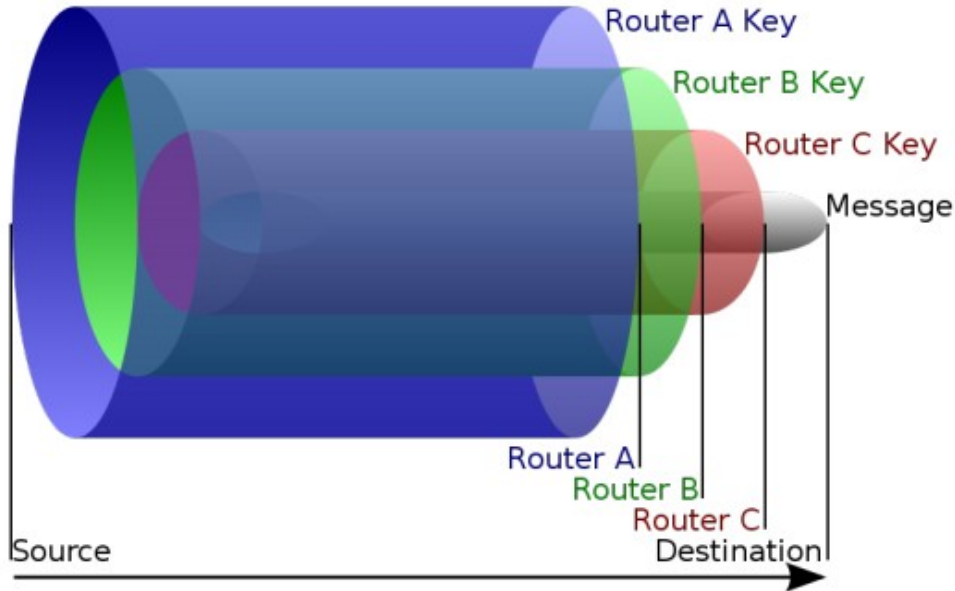 Router A Key
Router B Key
Router C Key
Message
Router A
Router B
Router C
Source
Destination